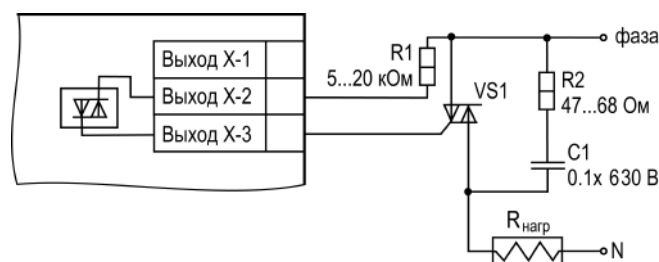 Выход X-1
Выход X-2
Выход X-3
R1
5...20 кОм
VS1
фаза
R2
47...68 Ом
C1
0.1x 630 В
Rнагр
N